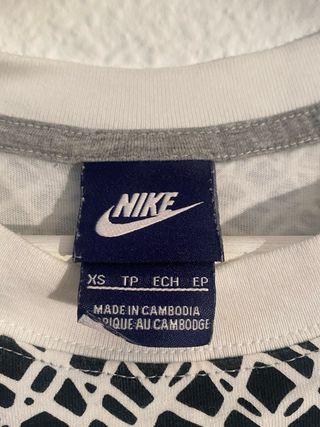 NIKE
XS TP ECH EP
MADE IN CAMBODIA
AU CAMBODGE